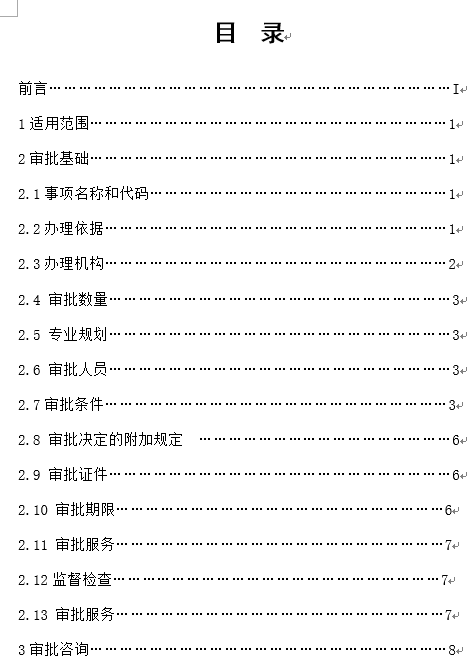 目 录
前言…………………………………………………………………………I
1适用范围…………………………………………………………………1
2审批基础…………………………………………………………………1
2.1事项名称和代码………………………………………………………1
2.2办理依据………………………………………………………………1
2.3办理机构………………………………………………………………2
2.4 审批数量………………………………………………………………3
2.5 专业规划………………………………………………………………3
2.6 审批人员………………………………………………………………3
2.7审批条件………………………………………………………………3
2.8 审批决定的附加规定 ………………………………………………6
2.9 审批证件………………………………………………………………6
2.10 审批期限……………………………………………………………6
2.11 审批服务……………………………………………………………7
2.12监督检查……………………………………………………………7
2.13 审批服务……………………………………………………………7
3审批咨询…………………………………………………………………8